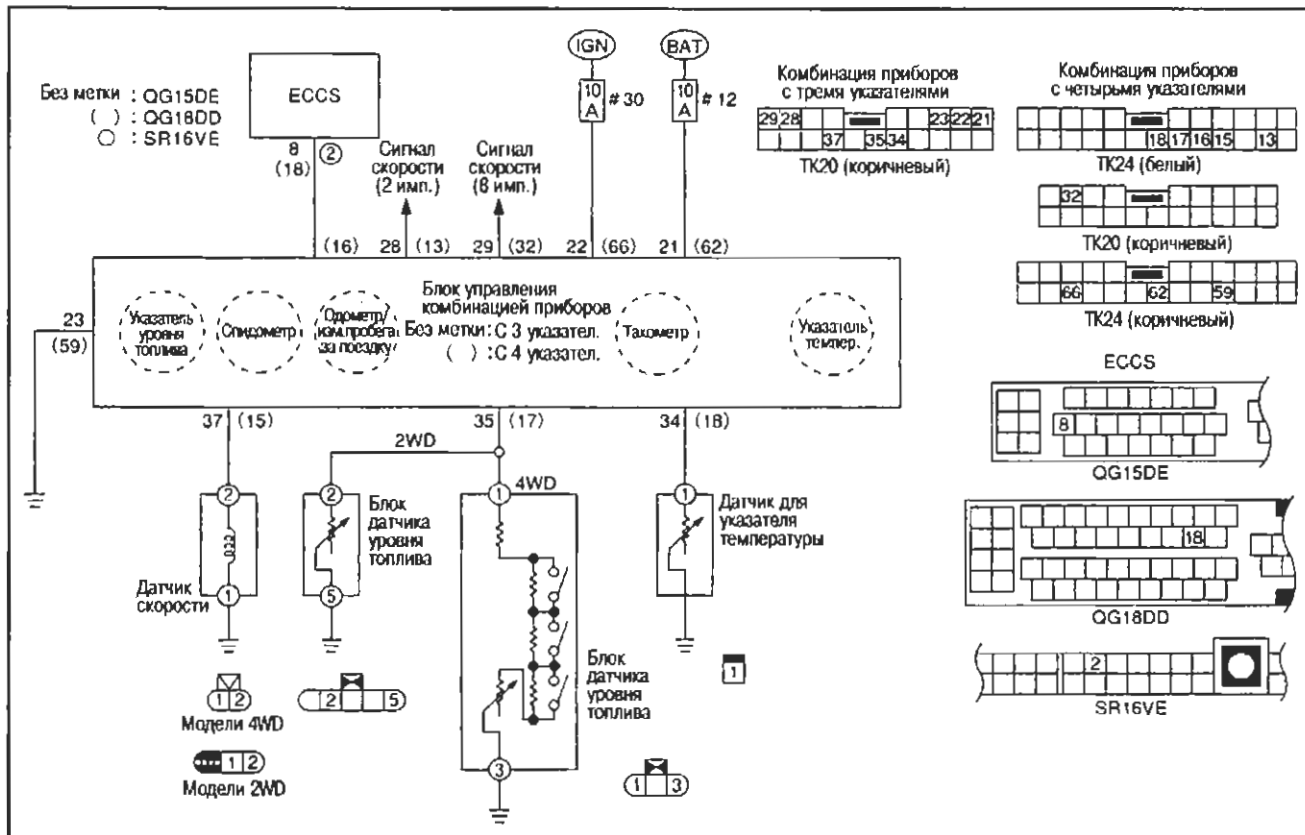 IGN
BAT
10 A
# 30
10 A
# 12
ECCS
Без метки : QG15DE
( ) : QG18DD
○ : SR16VE
8
(18)
2
Сигнал
скорости
(2 имп.)
Сигнал
скорости
(8 имп.)
(16)
28 (13)
29 (32)
22 (66)
21 (62)
23
(59)
Указатель
уровня
топлива
Спидометр
Одометр/
изм.пробега
за поездку
Блок управления
комбинацией приборов
Без метки: С 3 указател.
( ) : С 4 указател.
Тахометр
Указатель
темпер.
37 (15)
35 (17)
34 (18)
2WD
4WD
2
1
Датчик
скорости
2
5
Блок
датчика
уровня
топлива
1
3
Блок
датчика
уровня
топлива
1
Датчик для
указателя
температуры
1 2
Модели 4WD
1 2
Модели 2WD
2 5
1 3
1
Комбинация приборов
с тремя указателями
29 28 23 22 21
37 35 34
TK20 (коричневый)
Комбинация приборов
с четырьмя указателями
18 17 16 15 13
TK24 (белый)
32
TK20 (коричневый)
66 62 59
TK24 (коричневый)
ECCS
8
QG15DE
18
QG18DD
2
SR16VE